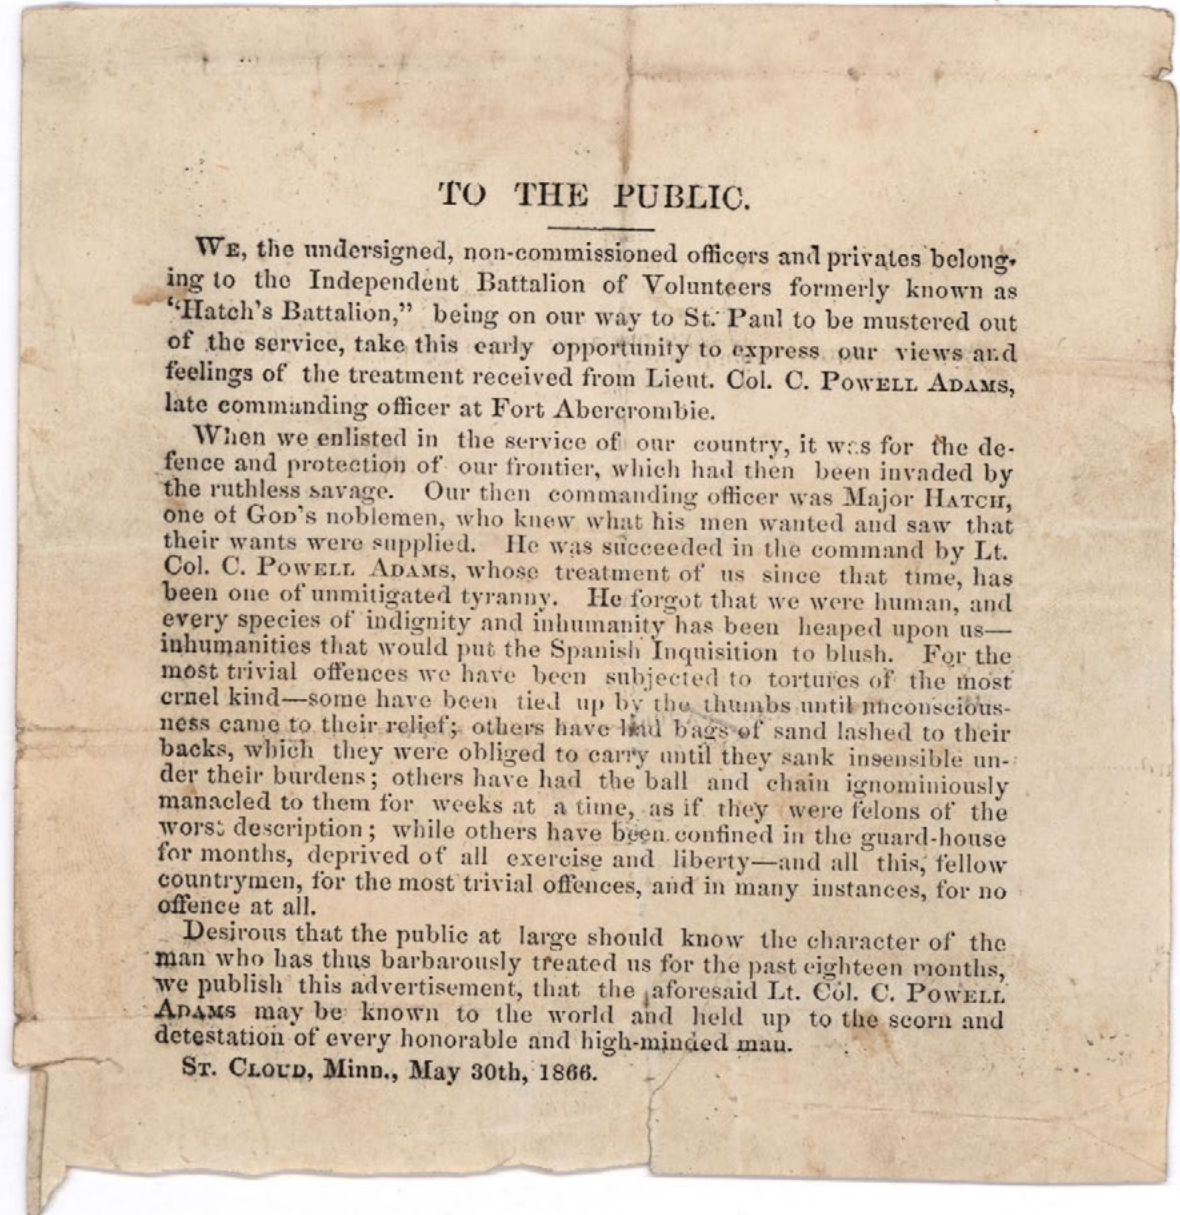 TO THE PUBLIC.
WE, the undersigned, non-commissioned officers and privates belong-
ing to the Independent Battalion of Volunteers formerly known as
"Hatch's Battalion," being on our way to St. Paul to be mustered out
of the service, take this early opportunity to express our views and
feelings of the treatment received from Lieut. Col. C. POWELL ADAMS,
late commanding officer at Fort Abercrombie.
When we enlisted in the service of our country, it was for the de-
fence and protection of our frontier, which had then been invaded by
the ruthless savage. Our then commanding officer was Major HATCH,
one of GOD'S noblemen, who knew what his men wanted and saw that
their wants were supplied. He was succeeded in the command by Lt.
Col. C. POWELL ADAMS, whose treatment of us since that time, has
been one of unmitigated tyranny. He forgot that we were human, and
every species of indignity and inhumanity has been heaped upon us—
inhumanities that would put the Spanish Inquisition to blush. For the
most trivial offences we have been subjected to tortures of the most
cruel kind—some have been tied up by the thumbs until unconscious-
ness came to their relief; others have had bags of sand lashed to their
backs, which they were obliged to carry until they sank insensible un-
der their burdens; others have had the ball and chain ignominiously
manacled to them for weeks at a time, as if they were felons of the
worst description; while others have been confined in the guard-house
for months, deprived of all exercise and liberty—and all this, fellow
countrymen, for the most trivial offences, and in many instances, for no
offence at all.
Desirous that the public at large should know the character of the
man who has thus barbarously treated us for the past eighteen months,
we publish this advertisement, that the aforesaid Lt. Col. C. POWELL
ADAMS may be known to the world and held up to the scorn and
detestation of every honorable and high-minded man.
ST. CLOUD, Minn., May 30th, 1866.